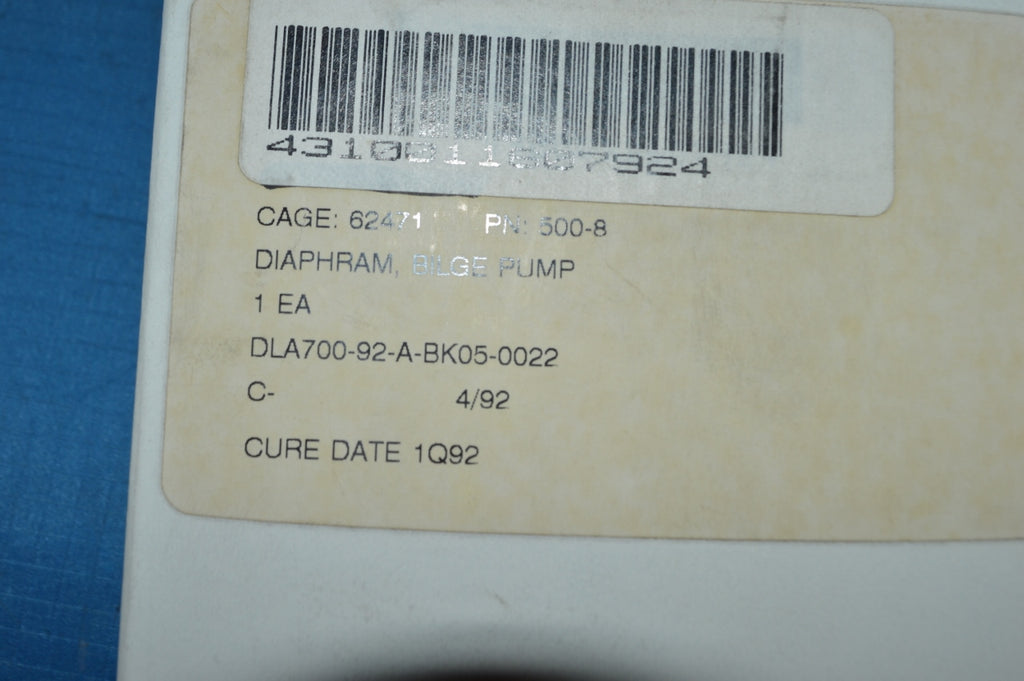 4310011607924
CAGE: 62471 PN: 500-8
DIAPHRAM, BILGE PUMP
1 EA
DLA700-92-A-BK05-0022
C- 4/92
CURE DATE 1Q92